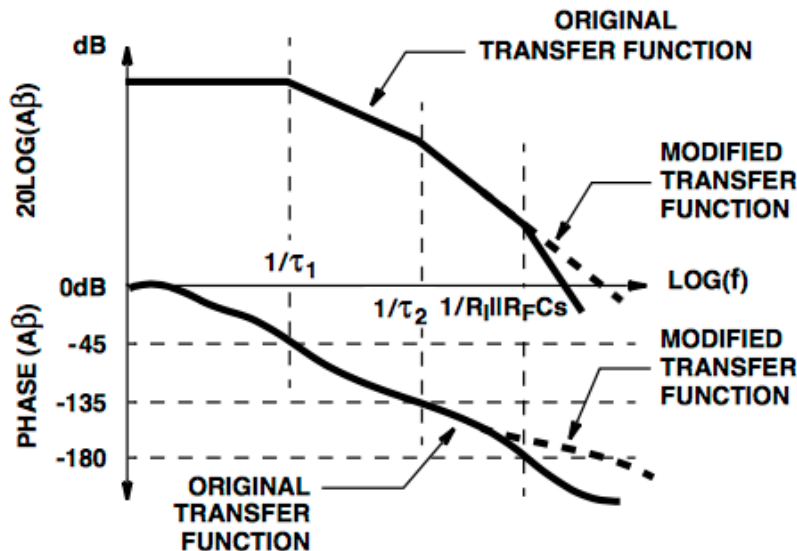 ORIGINAL
TRANSFER FUNCTION
dB
20LOG(Aβ)
MODIFIED
TRANSFER
FUNCTION
1/τ1
0dB
LOG(f)
1/τ2
1/RI||RFCs
PHASE (Aβ)
-45
-135
-180
MODIFIED
TRANSFER
FUNCTION
ORIGINAL
TRANSFER
FUNCTION